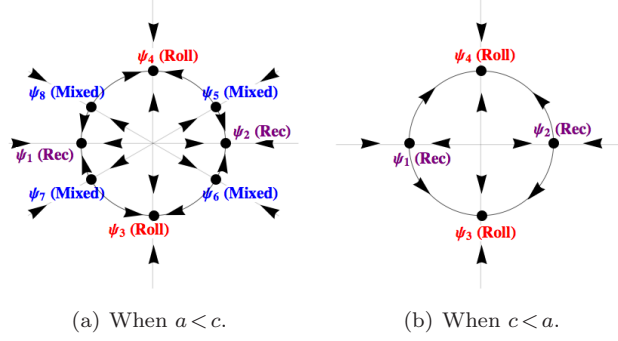 ψ4 (Roll)
ψ8 (Mixed) ψ5 (Mixed)
ψ2 (Rec)
ψ1 (Rec)
ψ7 (Mixed) ψ6 (Mixed)
ψ3 (Roll)
(a) When a < c.
ψ4 (Roll)
ψ2 (Rec)
ψ1 (Rec)
ψ3 (Roll)
(b) When c < a.